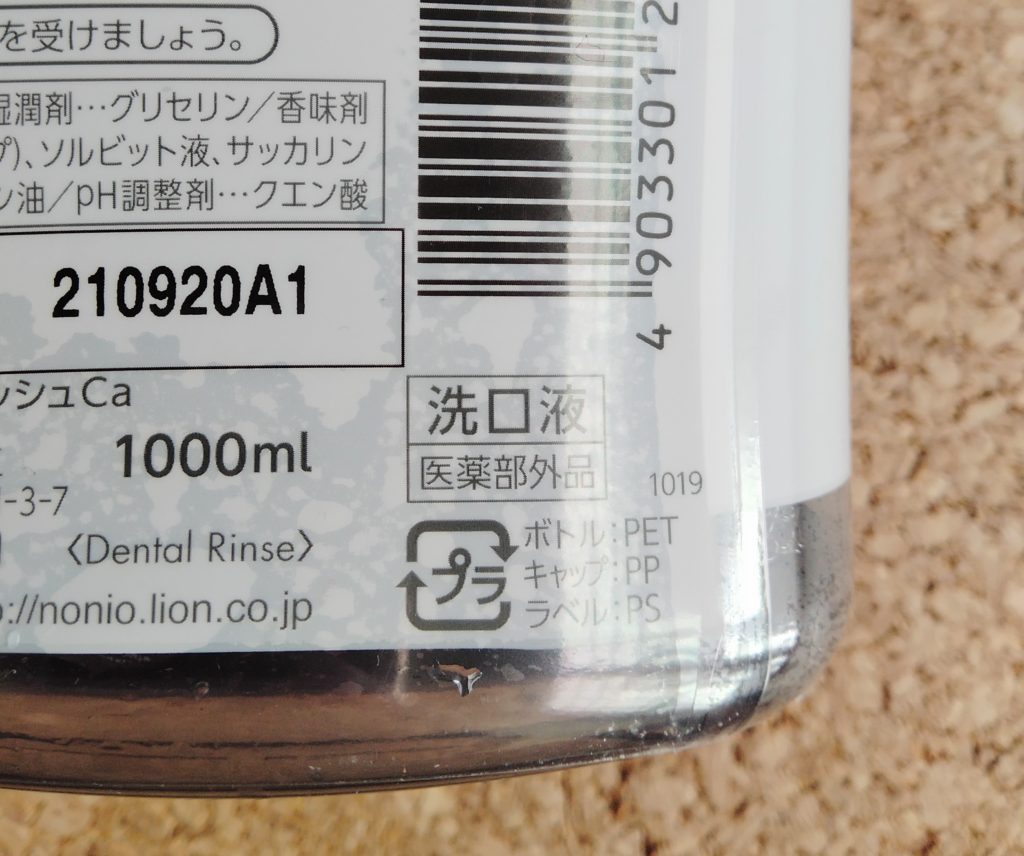 を受けましょう。
湿潤剤…グリセリン／香味剤
プ)、ソルビット液、サッカリン
ン油／pH調整剤…クエン酸
210920A1
ッシュCa
1000ml
-3-7
〈Dental Rinse〉
p://nonio.lion.co.jp
4 903301 2
洗口液
医薬部外品
1019
プラ
ボトル:PET
キャップ:PP
ラベル:PS